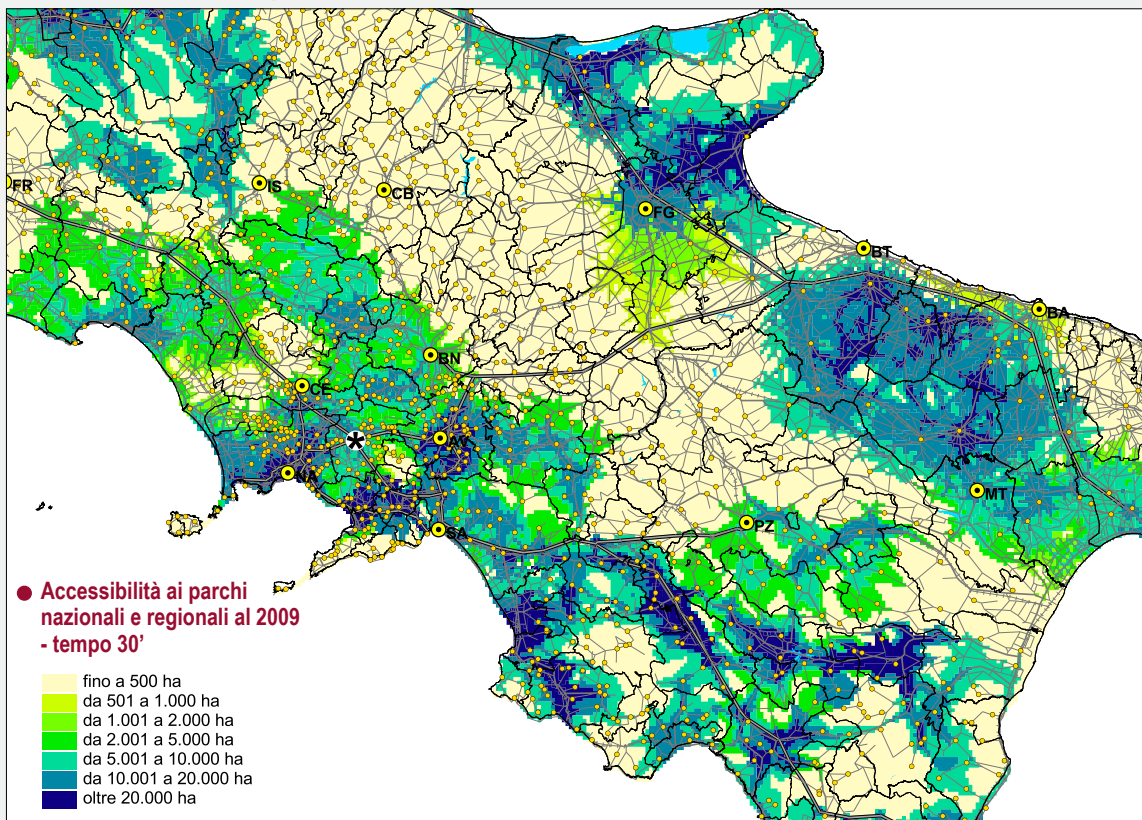 FR
IS
CB
FG
BT
BA
BN
CE
AV
NA
MT
SA
PZ
Accessibilità ai parchi
nazionali e regionali al 2009
- tempo 30’
fino a 500 ha
da 501 a 1.000 ha
da 1.001 a 2.000 ha
da 2.001 a 5.000 ha
da 5.001 a 10.000 ha
da 10.001 a 20.000 ha
oltre 20.000 ha